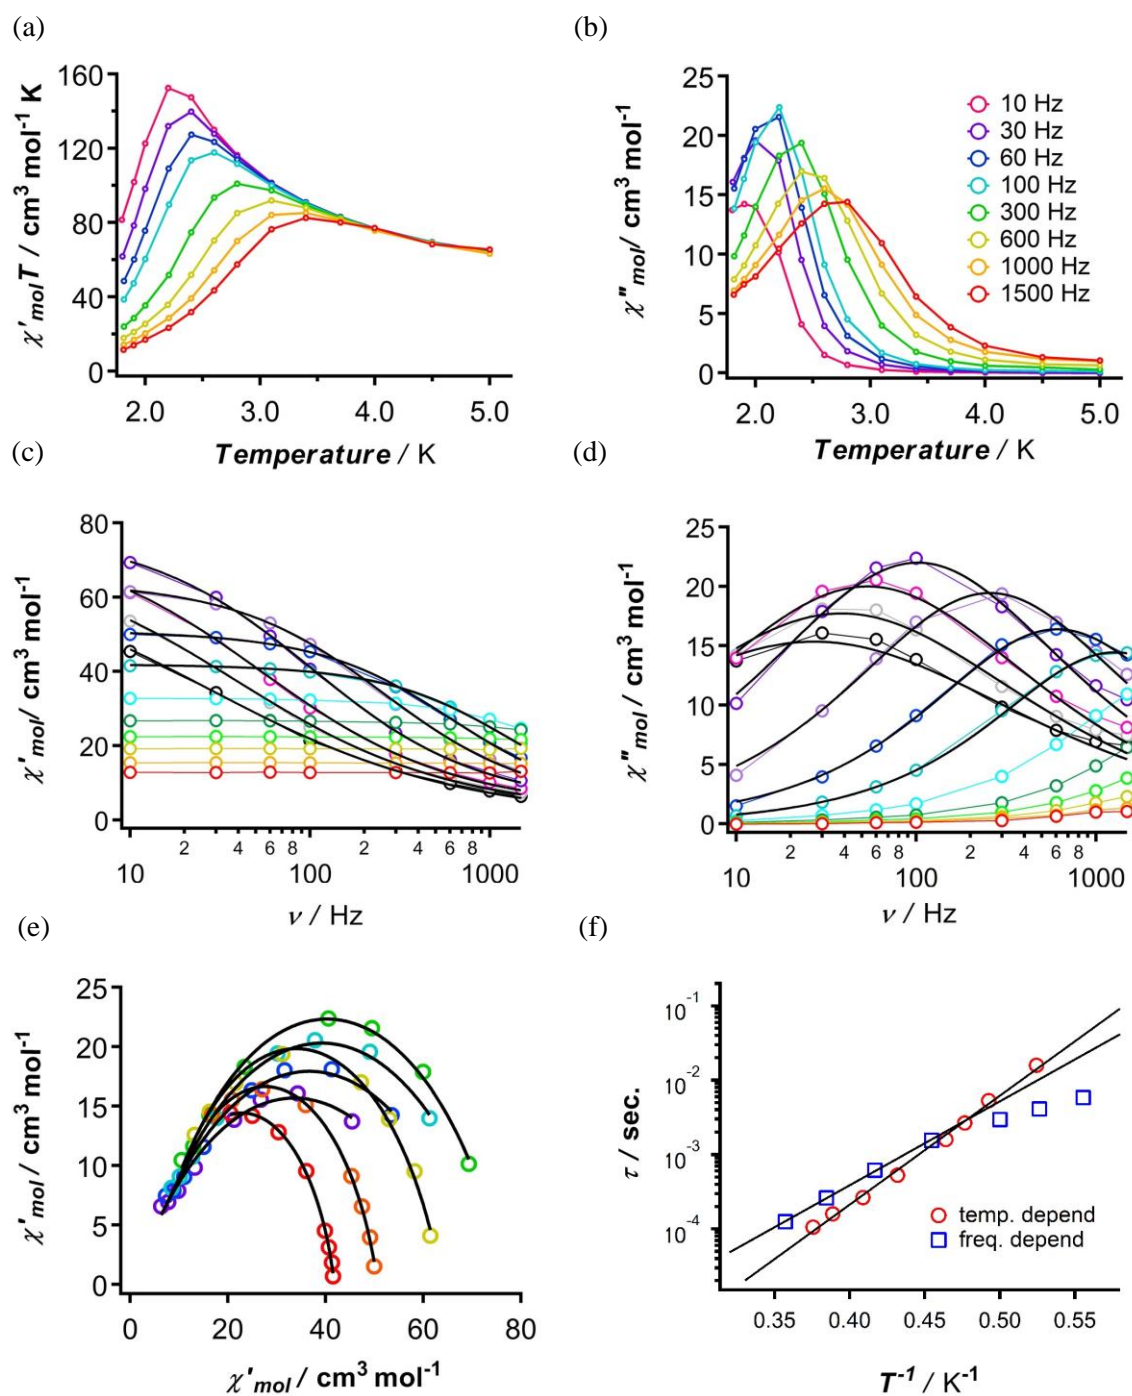 (a)
160
120
80
40
0
χ'molT / cm³ mol⁻¹ K
2.0 3.0 4.0 5.0
Temperature / K
(b)
25
20
15
10
5
0
χ"mol / cm³ mol⁻¹
10 Hz
30 Hz
60 Hz
100 Hz
300 Hz
600 Hz
1000 Hz
1500 Hz
2.0 3.0 4.0 5.0
Temperature / K
(c)
80
60
40
20
0
χ'mol / cm³ mol⁻¹
2 4 6 8 2 4 6 8
10 100 1000
ν / Hz
(d)
25
20
15
10
5
0
χ"mol / cm³ mol⁻¹
2 4 6 8 2 4 6 8
10 100 1000
ν / Hz
(e)
25
20
15
10
5
0
χ'mol / cm³ mol⁻¹
0 20 40 60 80
χ'mol / cm³ mol⁻¹
(f)
10⁻¹
10⁻²
10⁻³
10⁻⁴
τ / sec.
temp. depend
freq. depend
0.35 0.40 0.45 0.50 0.55
T⁻¹ / K⁻¹